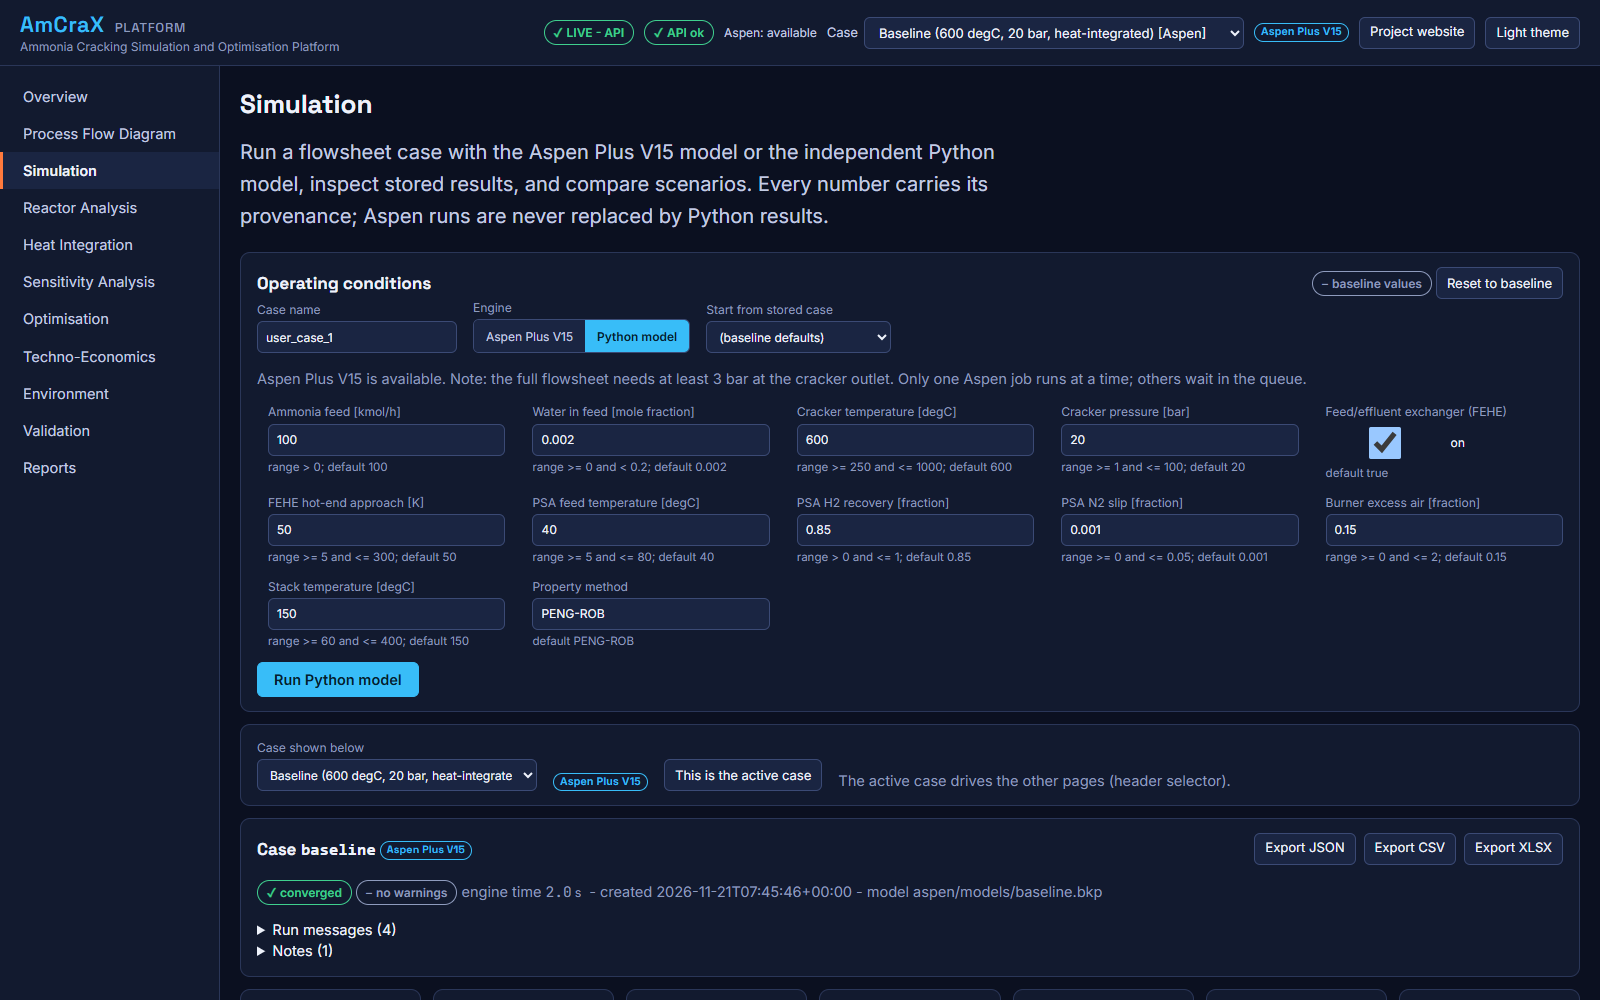 AmCraX PLATFORM
Ammonia Cracking Simulation and Optimisation Platform
✓ LIVE - API
✓ API ok
Aspen: available
Case
Baseline (600 degC, 20 bar, heat-integrated) [Aspen]
Aspen Plus V15
Project website
Light theme
Overview
Process Flow Diagram
Simulation
Reactor Analysis
Heat Integration
Sensitivity Analysis
Optimisation
Techno-Economics
Environment
Validation
Reports
Simulation
Run a flowsheet case with the Aspen Plus V15 model or the independent Python
model, inspect stored results, and compare scenarios. Every number carries its
provenance; Aspen runs are never replaced by Python results.
Operating conditions
– baseline values
Reset to baseline
Case name
user_case_1
Engine
Aspen Plus V15
Python model
Start from stored case
(baseline defaults)
Aspen Plus V15 is available. Note: the full flowsheet needs at least 3 bar at the cracker outlet. Only one Aspen job runs at a time; others wait in the queue.
Ammonia feed [kmol/h]
100
range > 0; default 100
Water in feed [mole fraction]
0.002
range >= 0 and < 0.2; default 0.002
Cracker temperature [degC]
600
range >= 250 and <= 1000; default 600
Cracker pressure [bar]
20
range >= 1 and <= 100; default 20
Feed/effluent exchanger (FEHE)
on
default true
FEHE hot-end approach [K]
50
range >= 5 and <= 300; default 50
PSA feed temperature [degC]
40
range >= 5 and <= 80; default 40
PSA H2 recovery [fraction]
0.85
range > 0 and <= 1; default 0.85
PSA N2 slip [fraction]
0.001
range >= 0 and <= 0.05; default 0.001
Burner excess air [fraction]
0.15
range >= 0 and <= 2; default 0.15
Stack temperature [degC]
150
range >= 60 and <= 400; default 150
Property method
PENG-ROB
default PENG-ROB
Run Python model
Case shown below
Baseline (600 degC, 20 bar, heat-integrate
Aspen Plus V15
This is the active case
The active case drives the other pages (header selector).
Case baseline
Aspen Plus V15
Export JSON
Export CSV
Export XLSX
✓ converged
– no warnings
engine time 2.0 s - created 2026-11-21T07:45:46+00:00 - model aspen/models/baseline.bkp
▶ Run messages (4)
▶ Notes (1)